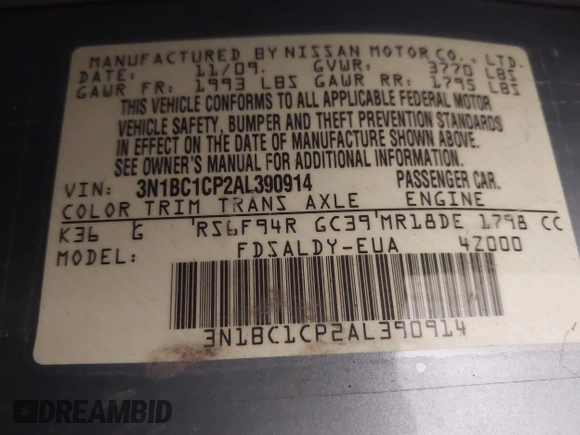 MANUFACTURED BY NISSAN MOTOR CO., LTD.
DATE: 11/09. GVWR: 3770 LBS
GAWR FR: 1993 LBS GAWR RR: 1795 LBS
THIS VEHICLE CONFORMS TO ALL APPLICABLE FEDERAL MOTOR
VEHICLE SAFETY, BUMPER AND THEFT PREVENTION STANDARDS
IN EFFECT ON THE DATE OF MANUFACTURE SHOWN ABOVE.
SEE OWNER'S MANUAL FOR ADDITIONAL INFORMATION.
VIN: 3N1BC1CP2AL390914 PASSENGER CAR.
COLOR TRIM TRANS AXLE ENGINE
K36 G RS6F94R GC39 MR18DE 1798 CC
MODEL: FDSALDY-EUA 4Z000
3N1BC1CP2AL390914
DREAMBID